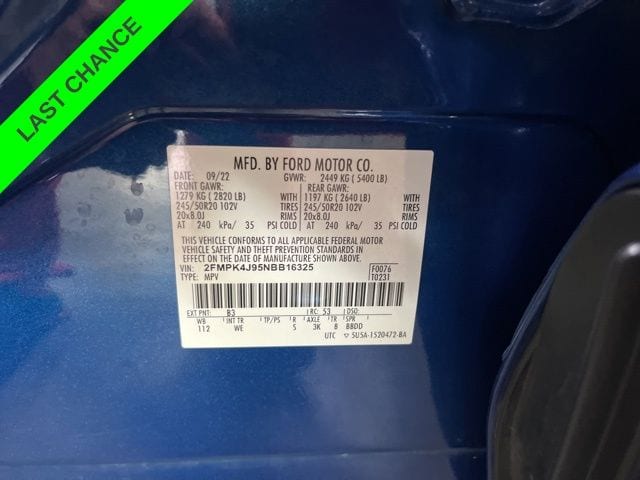 LAST CHANCE
MFD. BY FORD MOTOR CO.
DATE: 09/22 GVWR: 2449 KG ( 5400 LB)
FRONT GAWR: REAR GAWR:
1279 KG ( 2820 LB) WITH 1197 KG ( 2640 LB) WITH
245/50R20 102V TIRES 245/50R20 102V TIRES
20x8.0J RIMS 20x8.0J RIMS
AT 240 kPa/ 35 PSI COLD AT 240 kPa/ 35 PSI COLD
THIS VEHICLE CONFORMS TO ALL APPLICABLE FEDERAL MOTOR
VEHICLE SAFETY AND BUMPER AND THEFT PREVENTION STANDARDS IN
EFFECT ON THE DATE OF MANUFACTURE SHOWN ABOVE.
VIN: 2FMPK4J95NBB16325 F0076
TYPE: MPV T0231
EXT PNT: B3 RC: 53 DSO:
WB INT TR TP/PS R AXLE TR SPR
112 WE 5 3K B BBDD
UTC 5U5A-1520472-BA